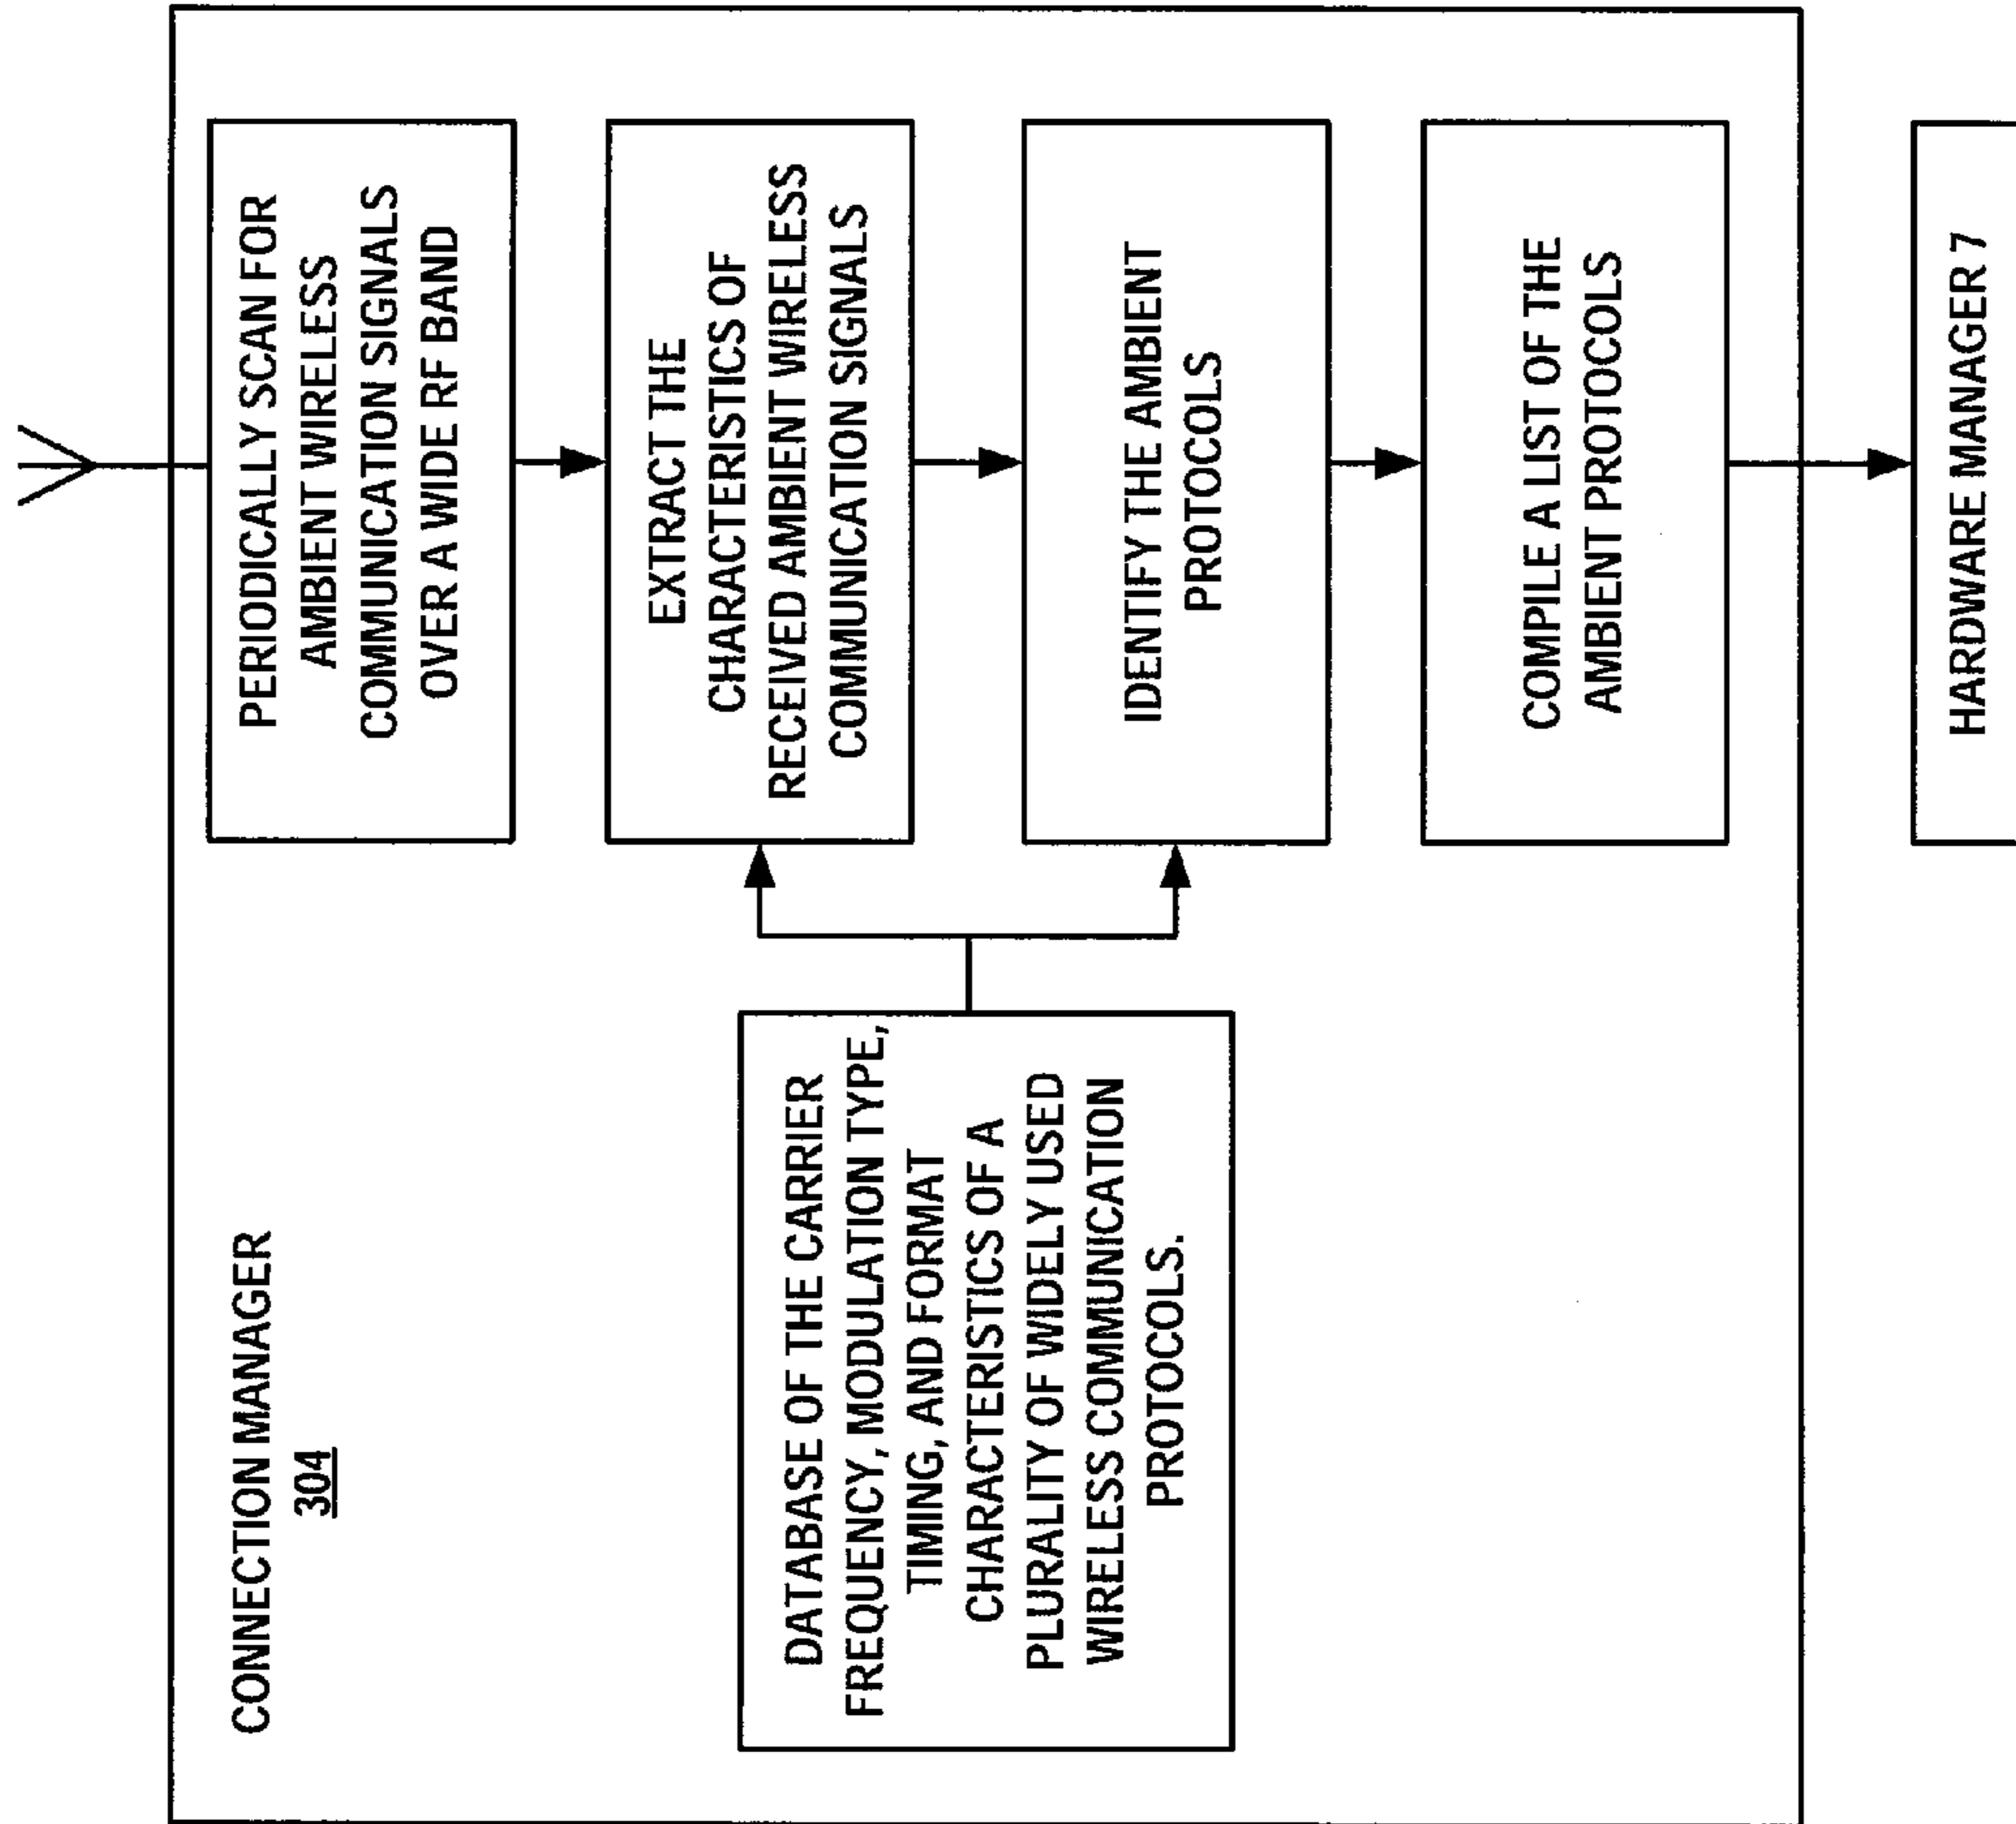 CONNECTION MANAGER
304
PERIODICALLY SCAN FOR
AMBIENT WIRELESS
COMMUNICATION SIGNALS
OVER A WIDE RF BAND
EXTRACT THE
CHARACTERISTICS OF
RECEIVED AMBIENT WIRELESS
COMMUNICATION SIGNALS
DATABASE OF THE CARRIER
FREQUENCY, MODULATION TYPE,
TIMING, AND FORMAT
CHARACTERISTICS OF A
PLURALITY OF WIDELY USED
WIRELESS COMMUNICATION
PROTOCOLS.
IDENTIFY THE AMBIENT
PROTOCOLS
COMPILE A LIST OF THE
AMBIENT PROTOCOLS
HARDWARE MANAGER 7